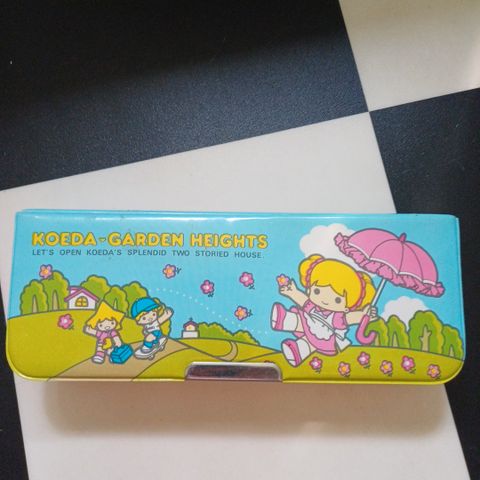 KOEDA-GARDEN HEIGHTS
LET'S OPEN KOEDA'S SPLENDID TWO STORIED HOUSE.